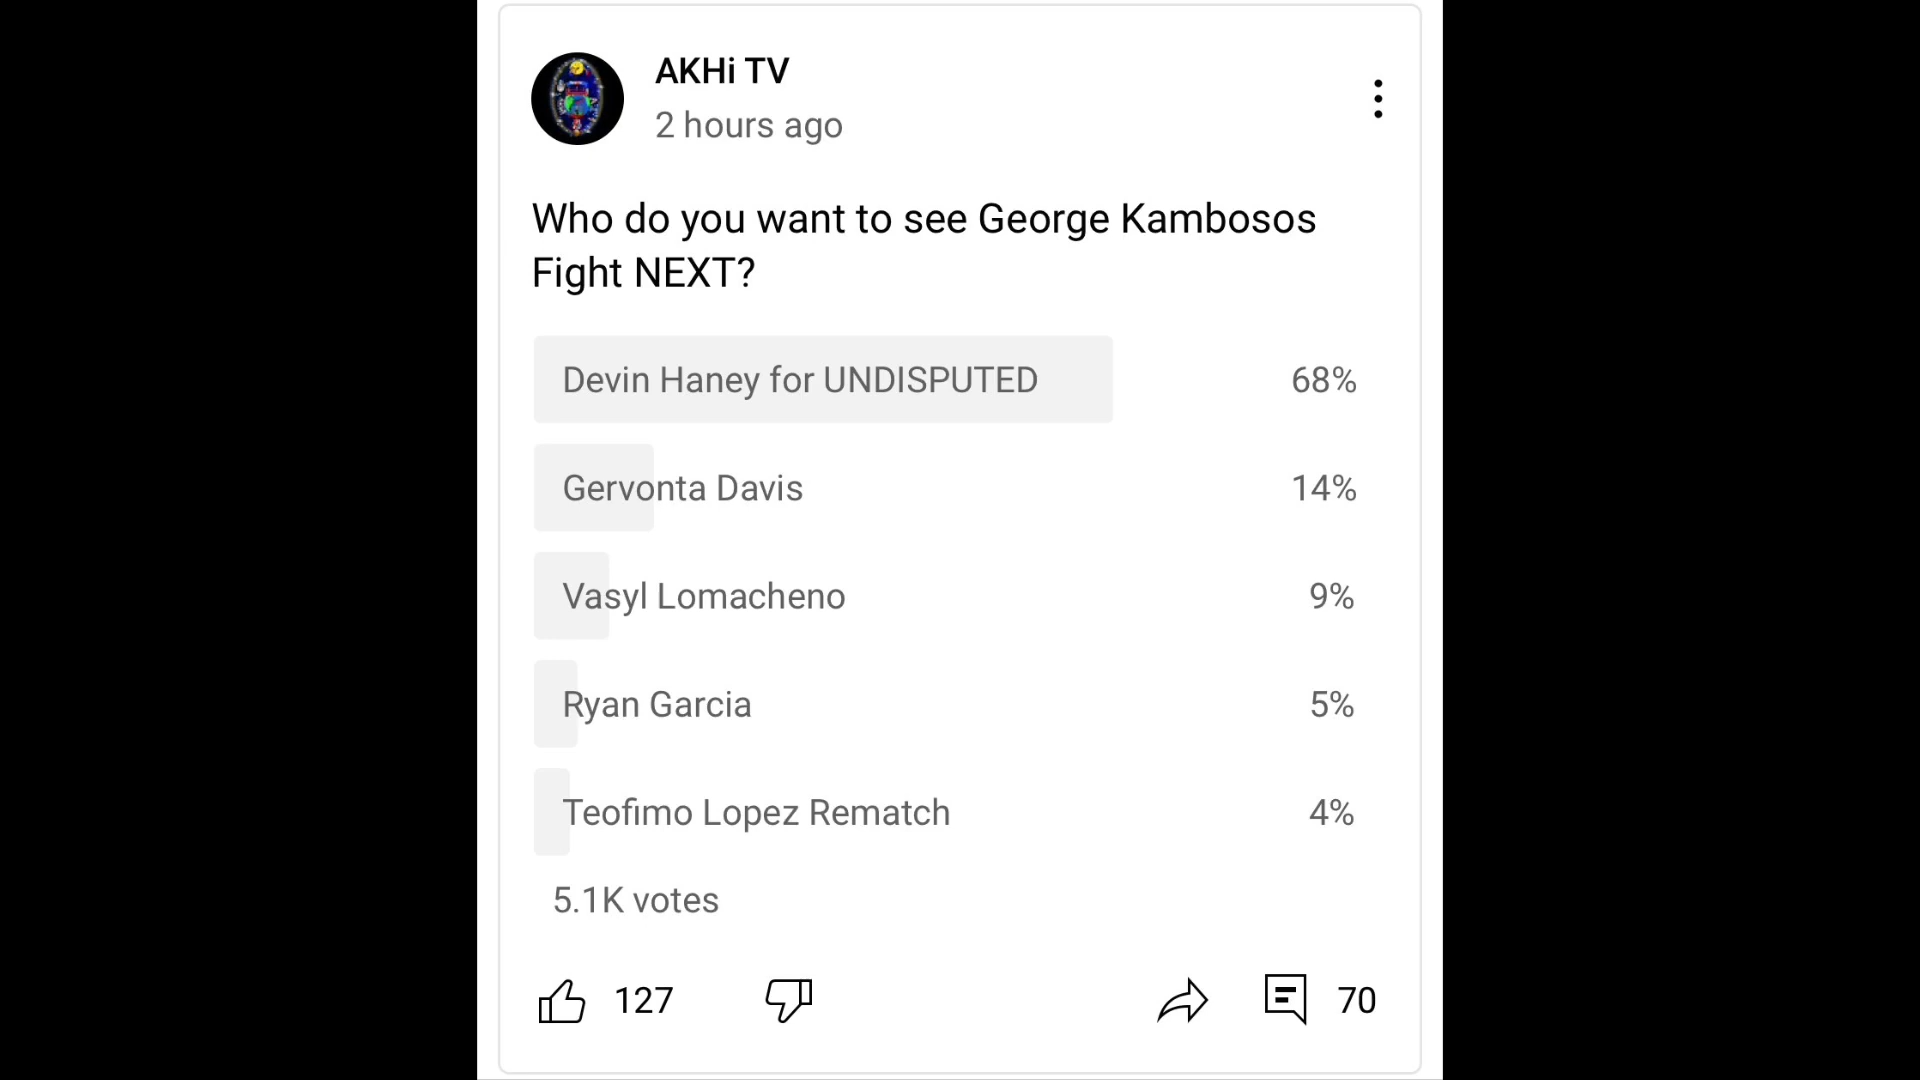 AKHi TV
2 hours ago
Who do you want to see George Kambosos
Fight NEXT?
Devin Haney for UNDISPUTED 68%
Gervonta Davis 14%
Vasyl Lomacheno 9%
Ryan Garcia 5%
Teofimo Lopez Rematch 4%
5.1K votes
127 70